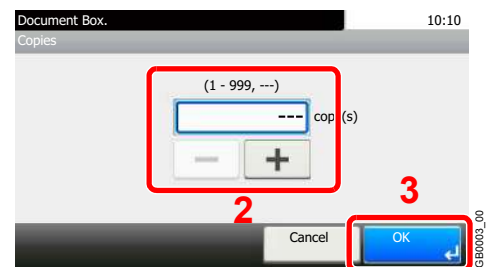 Document Box. 10:10
Copies
(1 - 999, ---)
--- cop (s)
− +
2
3
Cancel OK
GB0003_00